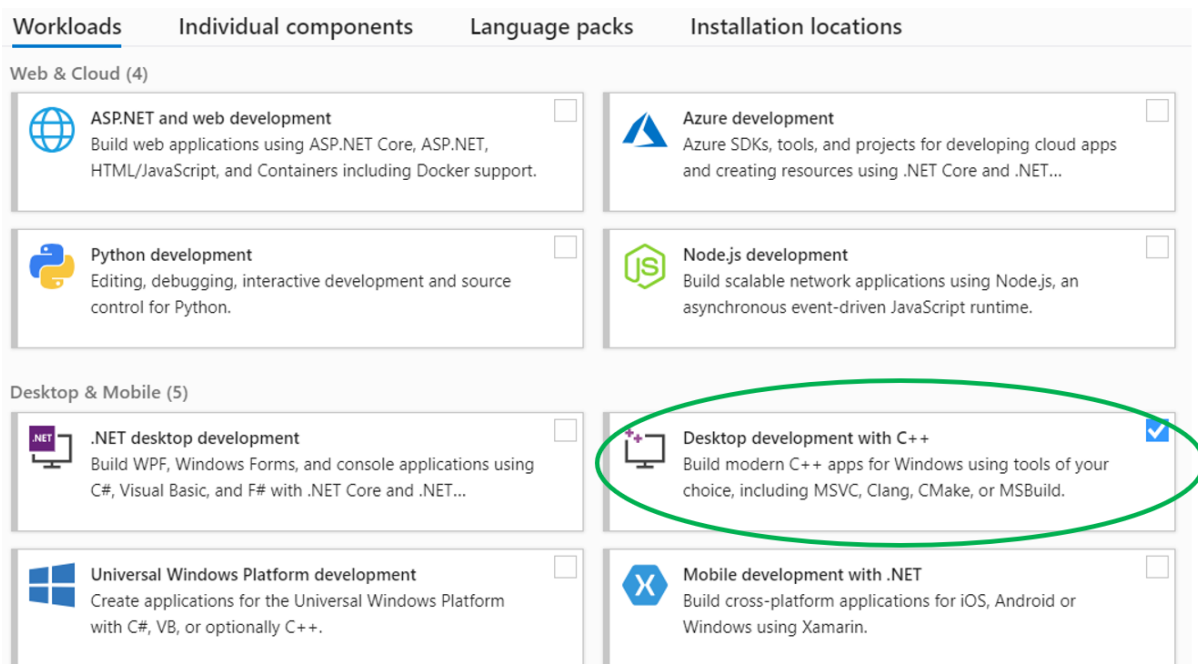 Workloads
Individual components
Language packs
Installation locations
Web & Cloud (4)
ASP.NET and web development
Build web applications using ASP.NET Core, ASP.NET,
HTML/JavaScript, and Containers including Docker support.
Azure development
Azure SDKs, tools, and projects for developing cloud apps
and creating resources using .NET Core and .NET...
Python development
Editing, debugging, interactive development and source
control for Python.
JS
Node.js development
Build scalable network applications using Node.js, an
asynchronous event-driven JavaScript runtime.
Desktop & Mobile (5)
.NET
.NET desktop development
Build WPF, Windows Forms, and console applications using
C#, Visual Basic, and F# with .NET Core and .NET...
Desktop development with C++
Build modern C++ apps for Windows using tools of your
choice, including MSVC, Clang, CMake, or MSBuild.
Universal Windows Platform development
Create applications for the Universal Windows Platform
with C#, VB, or optionally C++.
Mobile development with .NET
Build cross-platform applications for iOS, Android or
Windows using Xamarin.